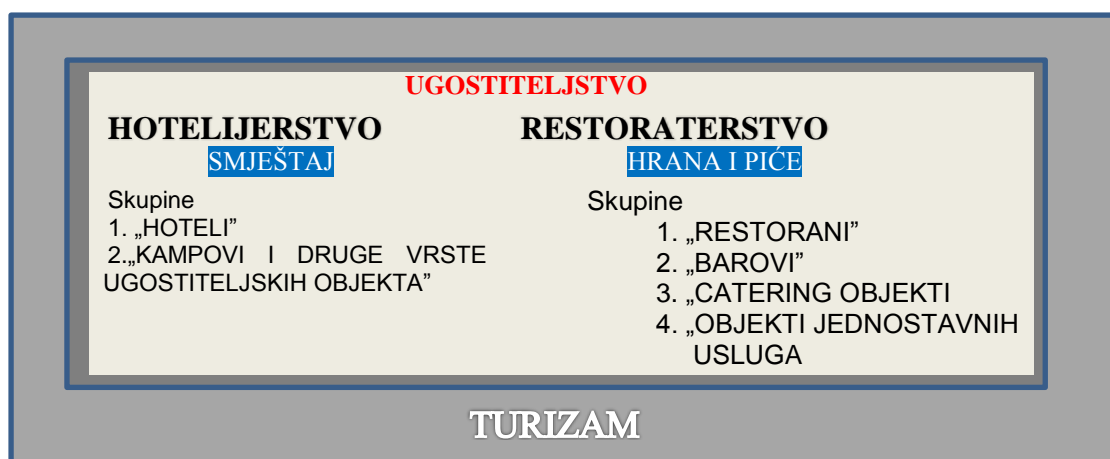 UGOSTITELJSTVO
HOTELIJERSTVO
SMJEŠTAJ
Skupine
1. „HOTELI”
2.„KAMPOVI I DRUGE VRSTE
UGOSTITELJSKIH OBJEKTA”
RESTORATERSTVO
HRANA I PIĆE
Skupine
1. „RESTORANI”
2. „BAROVI”
3. „CATERING OBJEKTI
4. „OBJEKTI JEDNOSTAVNIH
USLUGA
TURIZAM